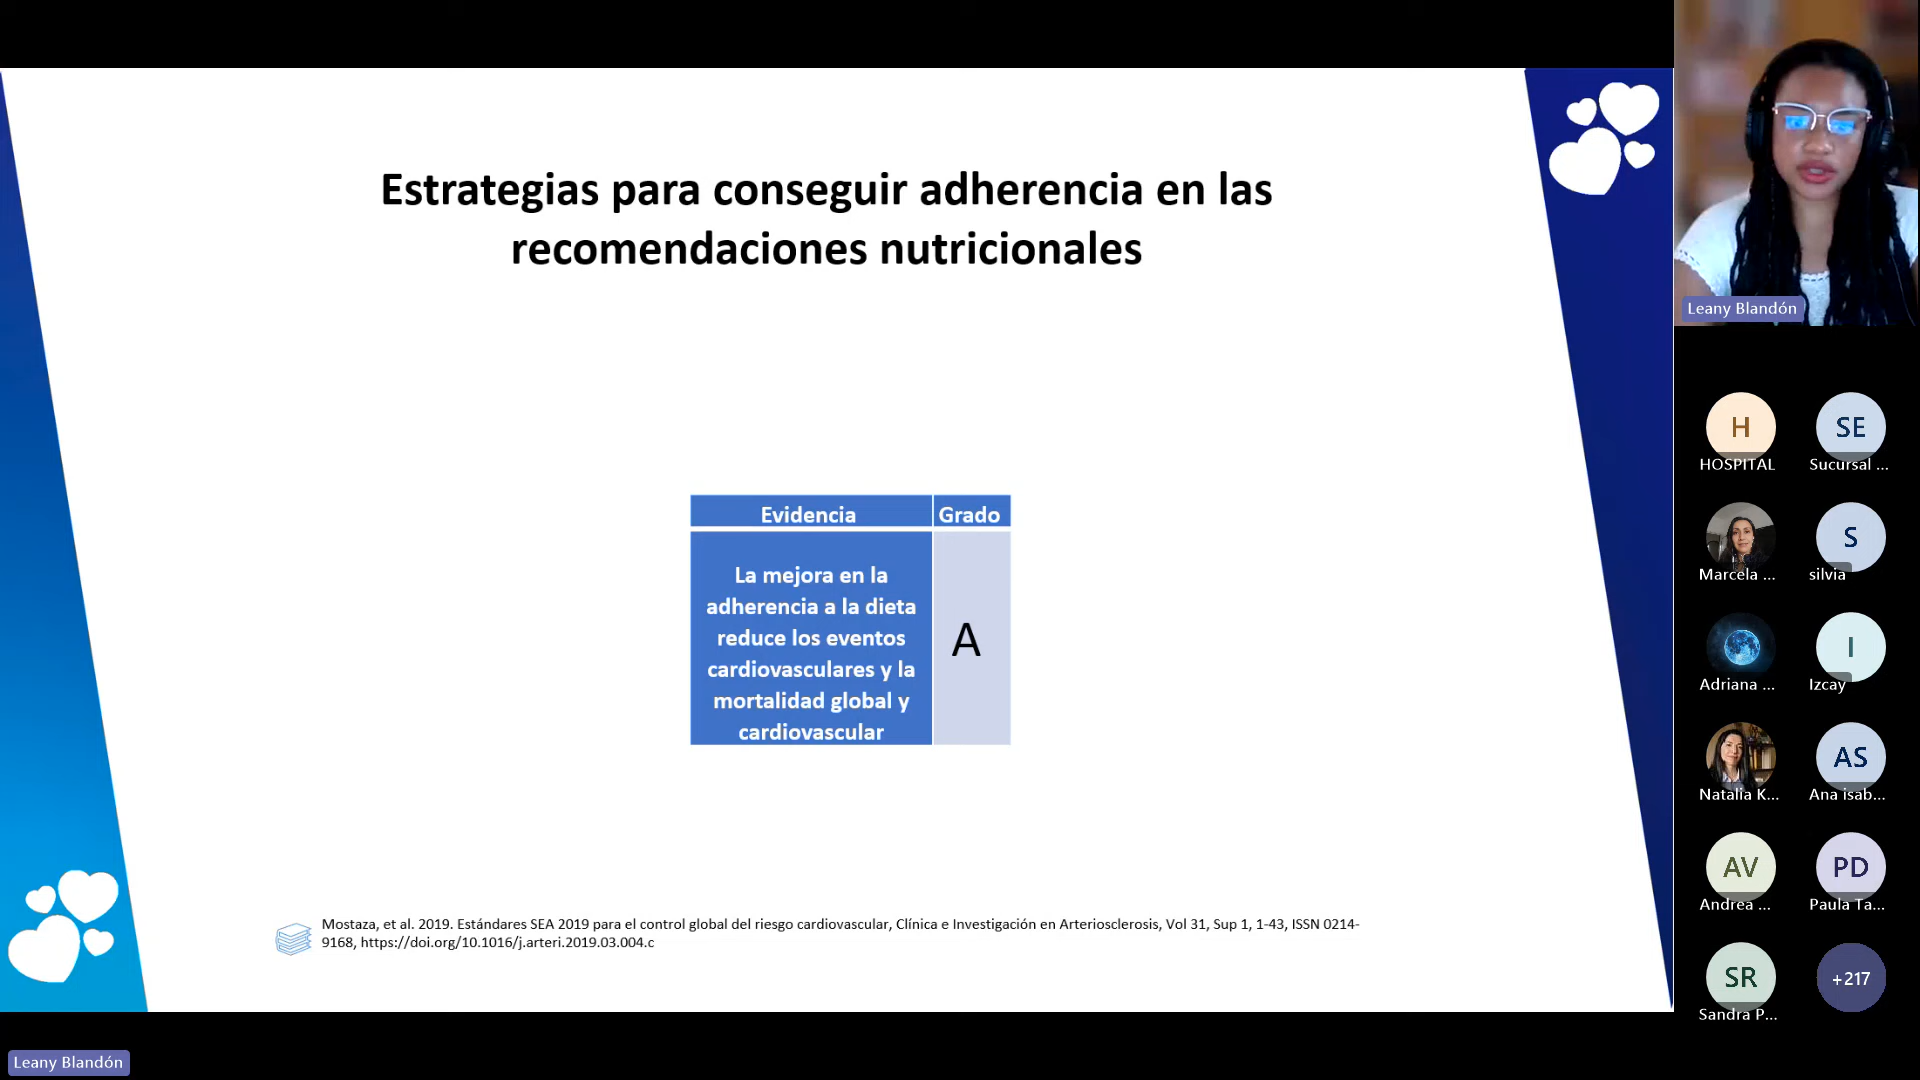 Estrategias para conseguir adherencia en las
recomendaciones nutricionales
Evidencia Grado
La mejora en la
adherencia a la dieta
reduce los eventos
cardiovasculares y la
mortalidad global y
cardiovascular
A
Mostaza, et al. 2019. Estándares SEA 2019 para el control global del riesgo cardiovascular, Clínica e Investigación en Arteriosclerosis, Vol 31, Sup 1, 1-43, ISSN 0214-
9168, https://doi.org/10.1016/j.arteri.2019.03.004.c
Leany Blandón
Leany Blandón
H
HOSPITAL
SE
Sucursal ...
Marcela ...
S
silvia
Adriana ...
I
Izcay
Natalia K...
AS
Ana isab...
AV
Andrea ...
PD
Paula Ta...
SR
Sandra P...
+217